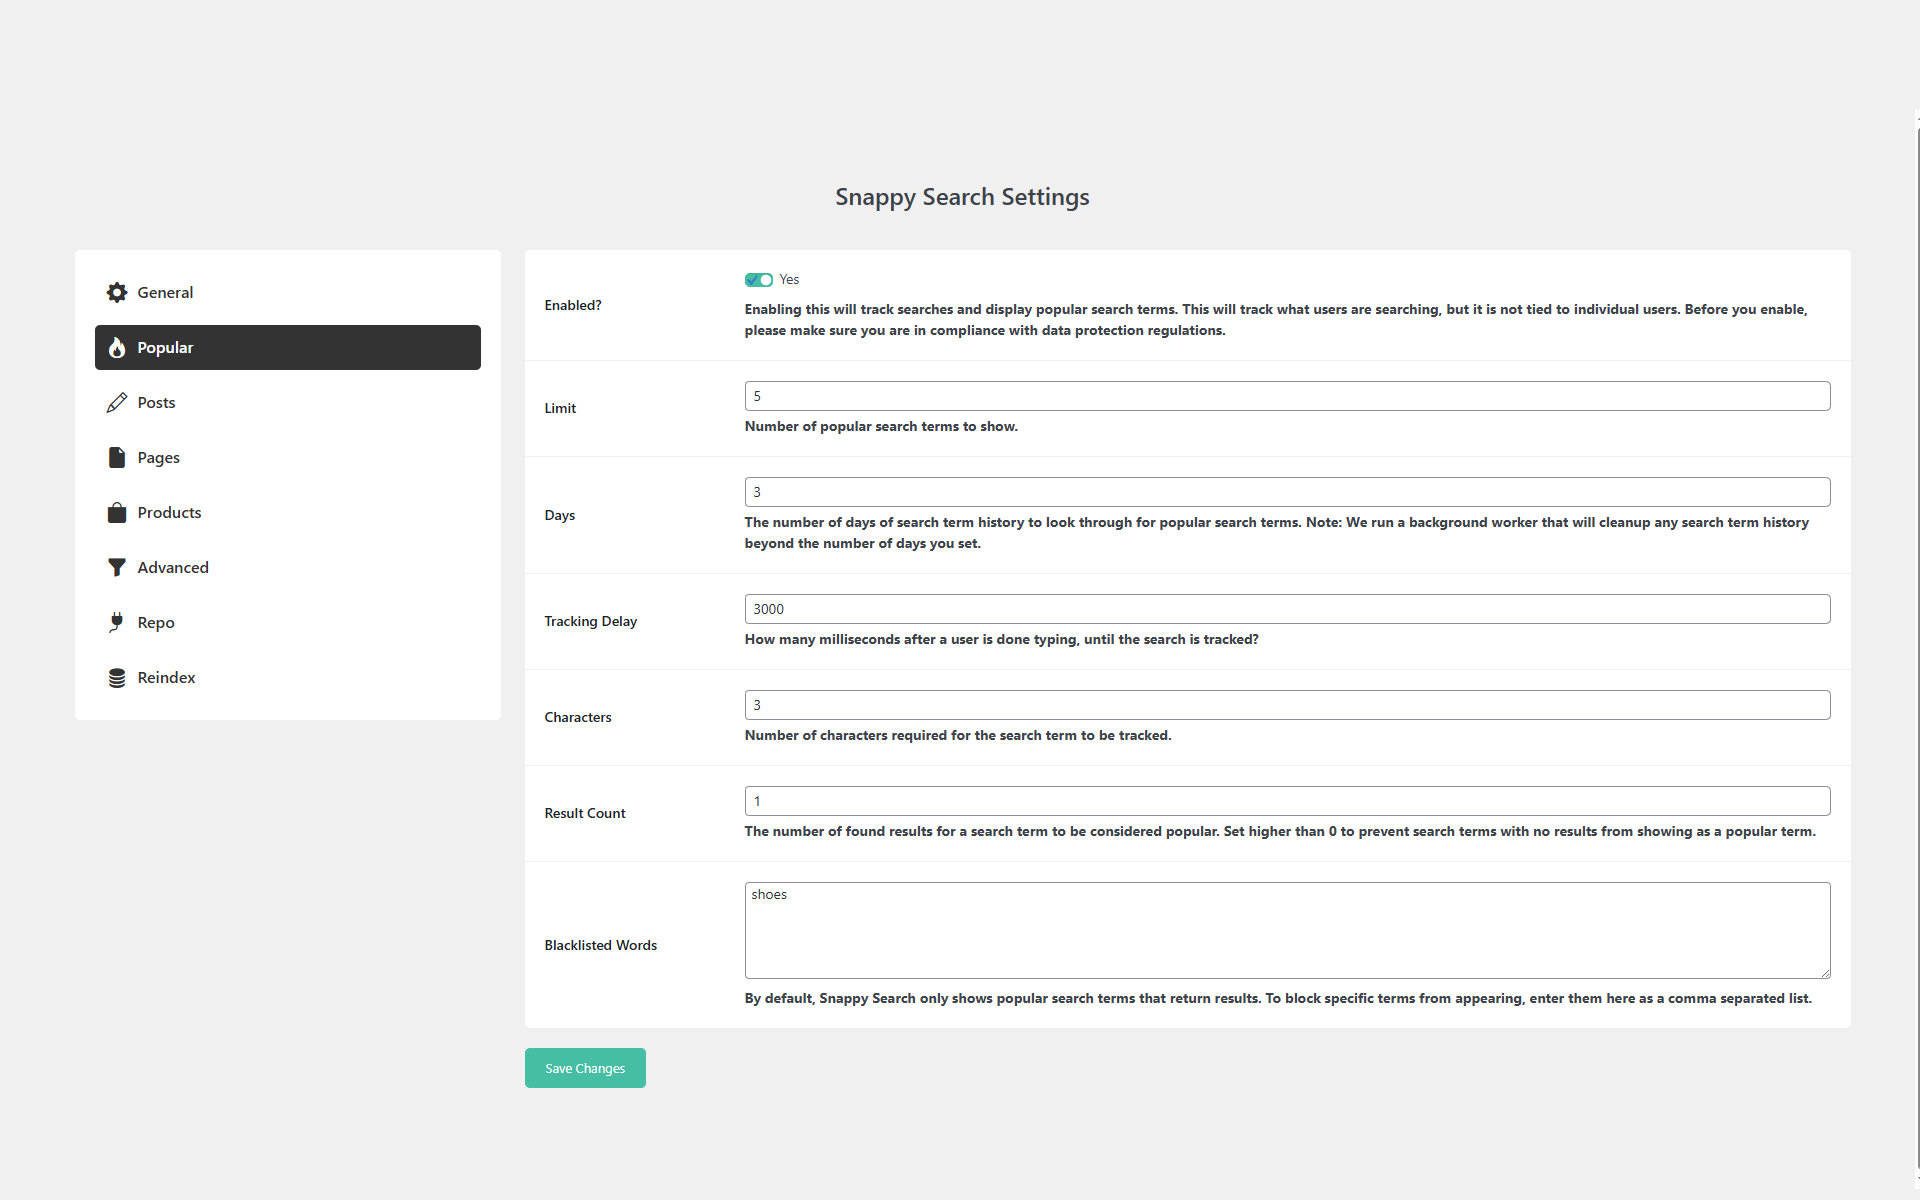 Snappy Search Settings
General
Popular
Posts
Pages
Products
Advanced
Repo
Reindex
Enabled?
Yes
Enabling this will track searches and display popular search terms. This will track what users are searching, but it is not tied to individual users. Before you enable,
please make sure you are in compliance with data protection regulations.
Limit
5
Number of popular search terms to show.
Days
3
The number of days of search term history to look through for popular search terms. Note: We run a background worker that will cleanup any search term history
beyond the number of days you set.
Tracking Delay
3000
How many milliseconds after a user is done typing, until the search is tracked?
Characters
3
Number of characters required for the search term to be tracked.
Result Count
1
The number of found results for a search term to be considered popular. Set higher than 0 to prevent search terms with no results from showing as a popular term.
Blacklisted Words
shoes
By default, Snappy Search only shows popular search terms that return results. To block specific terms from appearing, enter them here as a comma separated list.
Save Changes